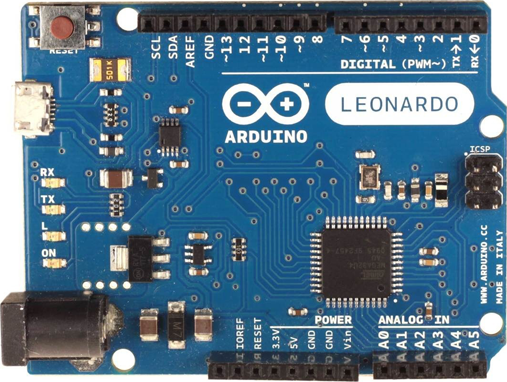 RESET
501K
SCL
SDA
AREF
GND
~13
12
~11
~10
~9
8
7
~6
~5
4
~3
2
TX→1
RX←0
DIGITAL (PWM~)
ARDUINO
LEONARDO
ICSP
RX
TX
L
ON
WWW.ARDUINO.CC
MADE IN ITALY
POWER
ANALOG IN
IOREF
RESET
3.3V
5V
GND
GND
Vin
A0
A1
A2
A3
A4
A5